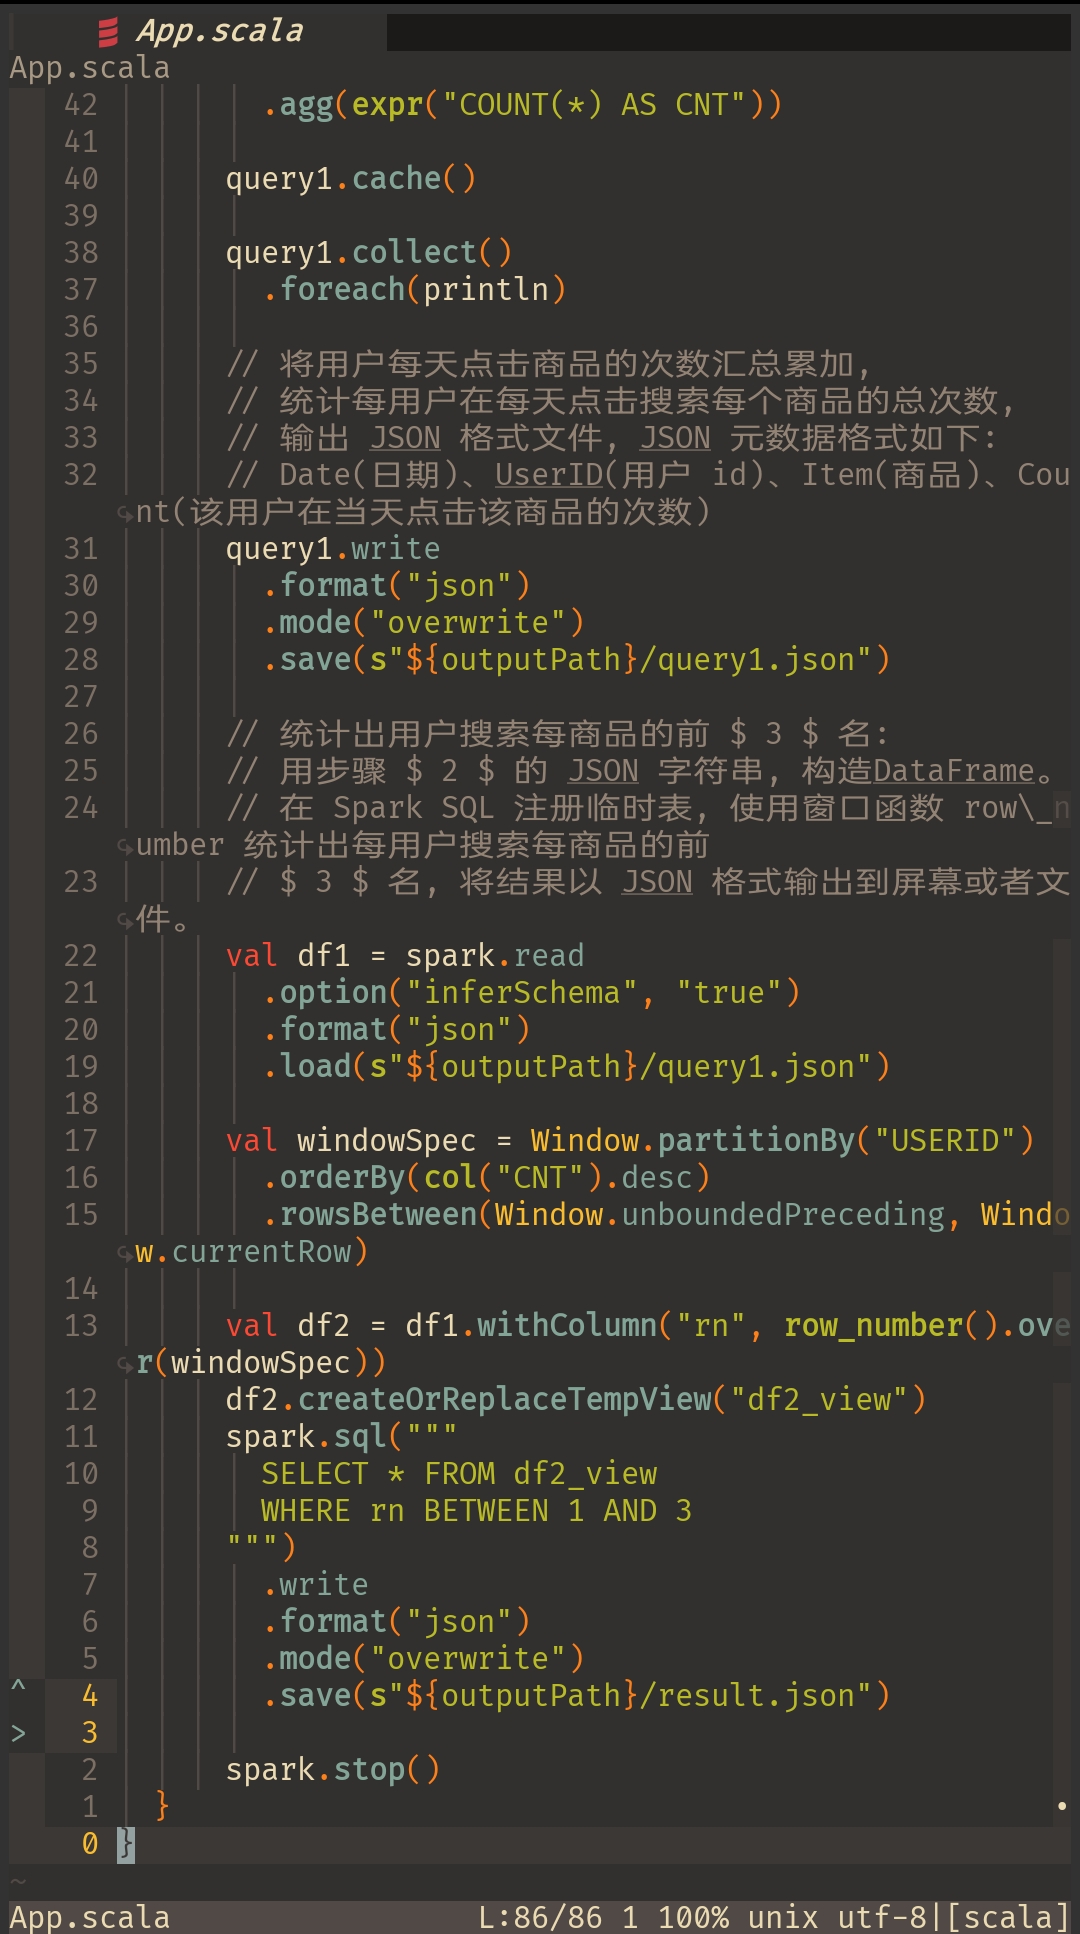 App.scala
App.scala
42 .agg(expr("COUNT(*) AS CNT"))
41
40 query1.cache()
39
38 query1.collect()
37 .foreach(println)
36
35 // 将用户每天点击商品的次数汇总累加,
34 // 统计每用户在每天点击搜索每个商品的总次数,
33 // 输出 JSON 格式文件, JSON 元数据格式如下:
32 // Date(日期)、UserID(用户 id)、Item(商品)、Cou
↪nt(该用户在当天点击该商品的次数)
31 query1.write
30 .format("json")
29 .mode("overwrite")
28 .save(s"${outputPath}/query1.json")
27
26 // 统计出用户搜索每商品的前 $ 3 $ 名:
25 // 用步骤 $ 2 $ 的 JSON 字符串, 构造DataFrame。
24 // 在 Spark SQL 注册临时表, 使用窗口函数 row\_n
↪umber 统计出每用户搜索每商品的前
23 // $ 3 $ 名, 将结果以 JSON 格式输出到屏幕或者文
↪件。
22 val df1 = spark.read
21 .option("inferSchema", "true")
20 .format("json")
19 .load(s"${outputPath}/query1.json")
18
17 val windowSpec = Window.partitionBy("USERID")
16 .orderBy(col("CNT").desc)
15 .rowsBetween(Window.unboundedPreceding, Windo
↪w.currentRow)
14
13 val df2 = df1.withColumn("rn", row_number().ove
↪r(windowSpec))
12 df2.createOrReplaceTempView("df2_view")
11 spark.sql("""
10 SELECT * FROM df2_view
9 WHERE rn BETWEEN 1 AND 3
8 """)
7 .write
6 .format("json")
5 .mode("overwrite")
^ 4 .save(s"${outputPath}/result.json")
> 3
2 spark.stop()
1 }
0 }
~
App.scala L:86/86 1 100% unix utf-8|[scala]